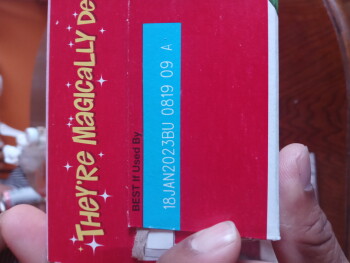 THEY'RE MAGICALLY DE
BEST If Used By
18JAN2023BU 0819 09 A